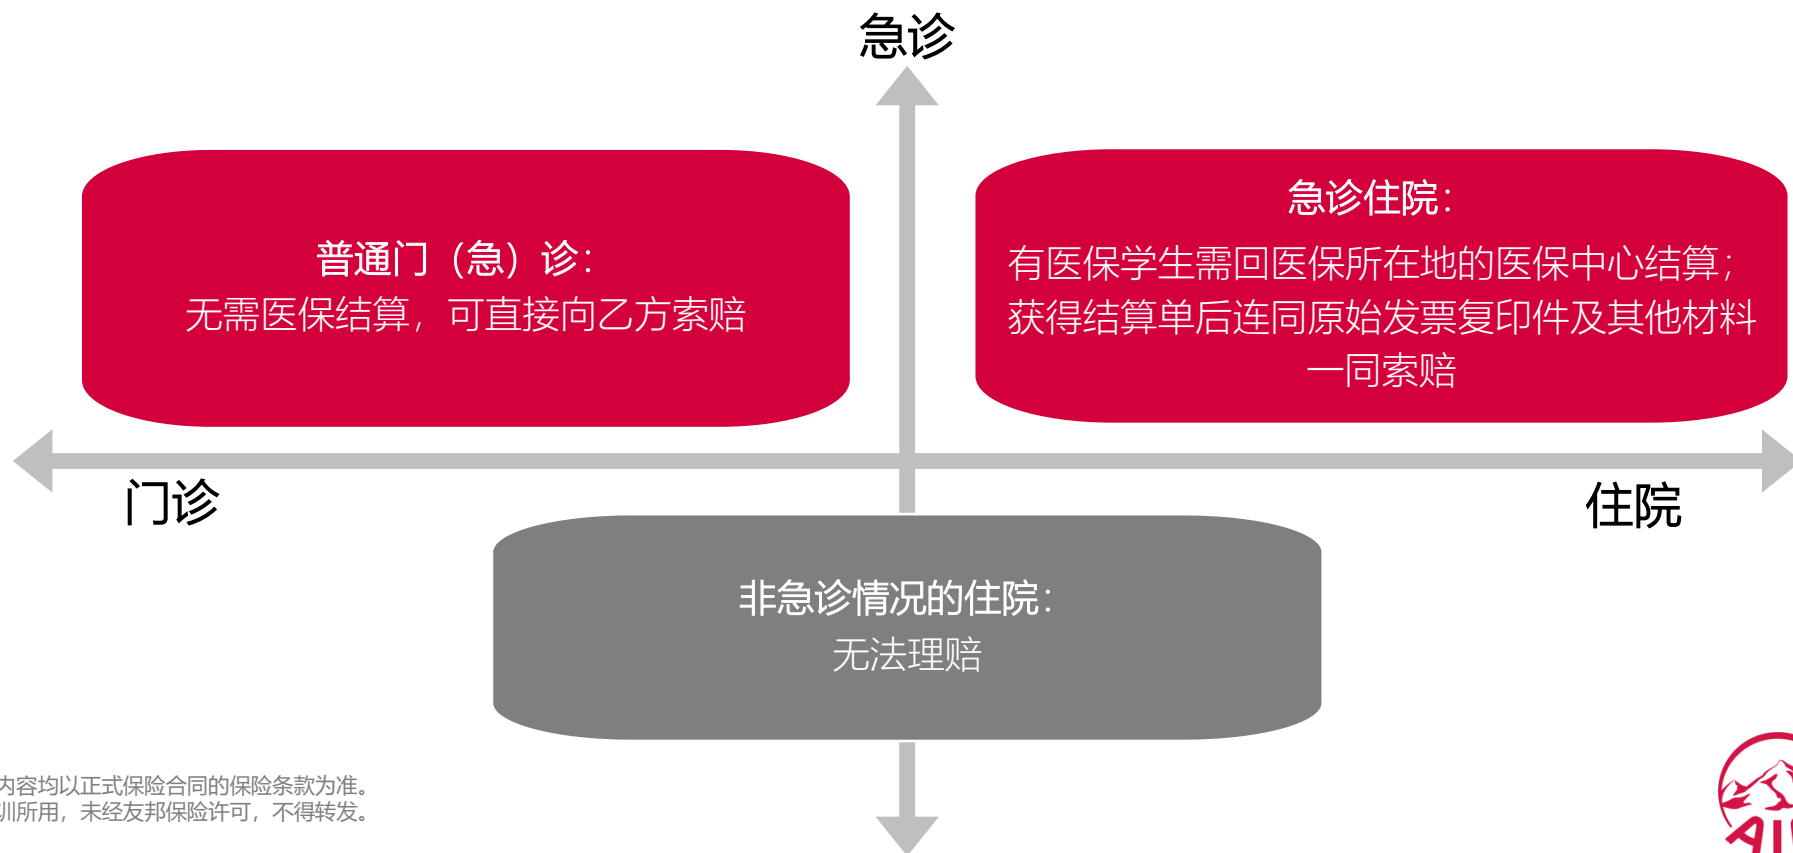 急诊
普通门（急）诊：
无需医保结算，可直接向乙方索赔
急诊住院：
有医保学生需回医保所在地的医保中心结算；
获得结算单后连同原始发票复印件及其他材料
一同索赔
门诊
住院
非急诊情况的住院：
无法理赔
内容均以正式保险合同的保险条款为准。
训所用，未经友邦保险许可，不得转发。